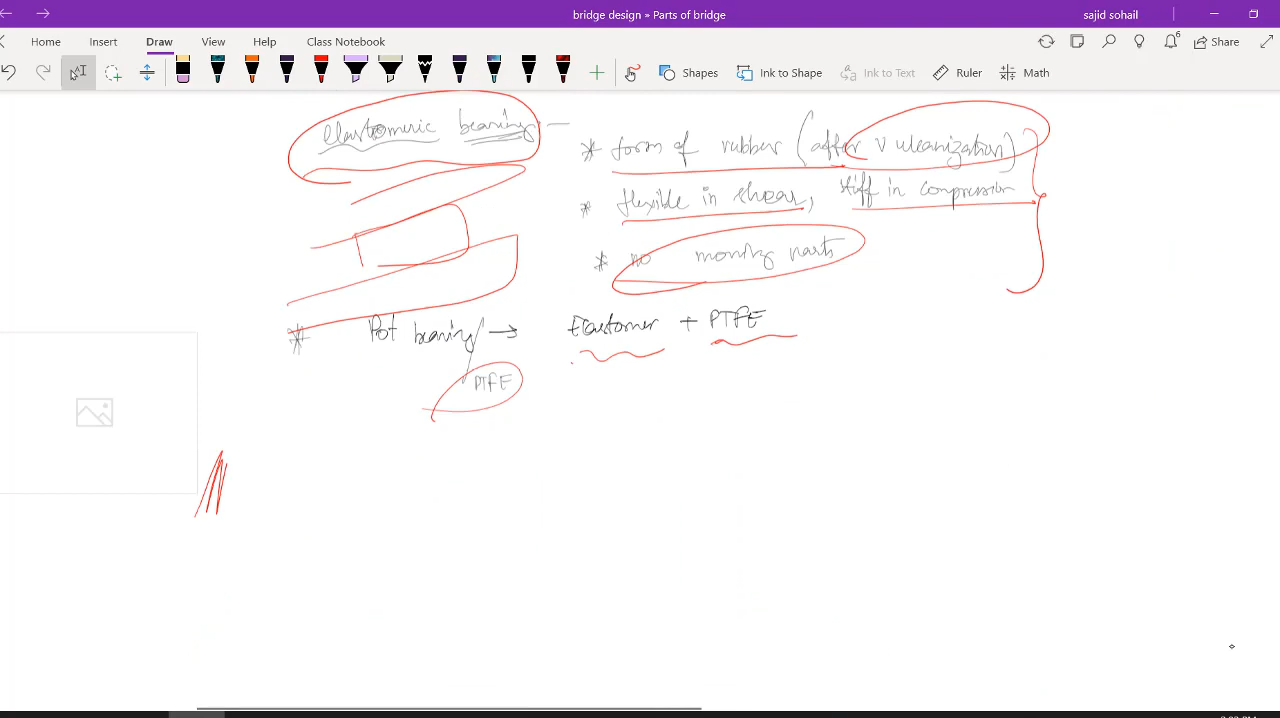 bridge design » Parts of bridge
sajid sohail
Home Insert Draw View Help Class Notebook
6 Share
Shapes Ink to Shape Ink to Text Ruler Math
elastomeric bearing —
* form of rubber (after vulcanization)
* flexible in shear, stiff in compression
* no moving parts
* Pot bearing → Elastomer + PTFE
PTFE